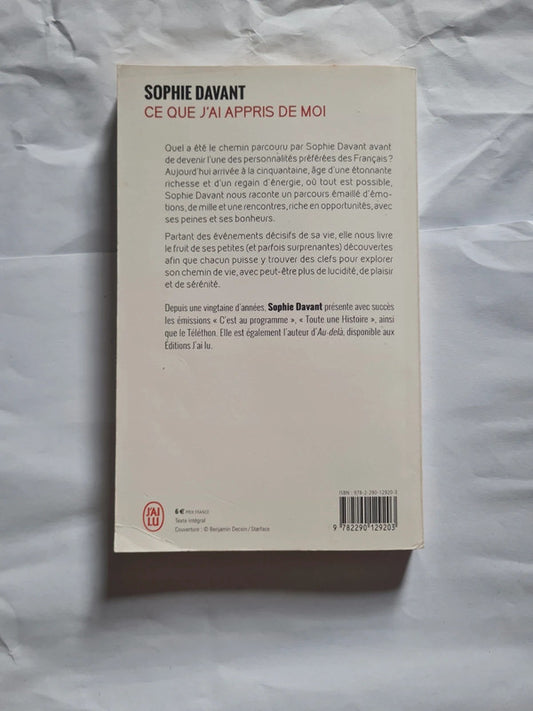 SOPHIE DAVANT
CE QUE J'AI APPRIS DE MOI
Quel a été le chemin parcouru par Sophie Davant avant
de devenir l'une des personnalités préférées des Français ?
Aujourd'hui arrivée à la cinquantaine, âge d'une étonnante
richesse et d'un regain d'énergie, où tout est possible,
Sophie Davant nous raconte un parcours émaillé d'émo-
tions, de mille et une rencontres, riche en opportunités, avec
ses peines et ses bonheurs.
Partant des événements décisifs de sa vie, elle nous livre
le fruit de ses petites (et parfois surprenantes) découvertes
afin que chacun puisse y trouver des clefs pour explorer
son chemin de vie, avec peut-être plus de lucidité, de plaisir
et de sérénité.
Depuis une vingtaine d'années, Sophie Davant présente avec succès
les émissions « C'est au programme », « Toute une Histoire », ainsi
que le Téléthon. Elle est également l'auteur d'Au-delà, disponible aux
Éditions J'ai lu.
J'AI
LU
6 € PRIX FRANCE
Texte intégral
Couverture : © Benjamin Decoin / Starface
ISBN : 978-2-290-12920-3
9 782290 129203